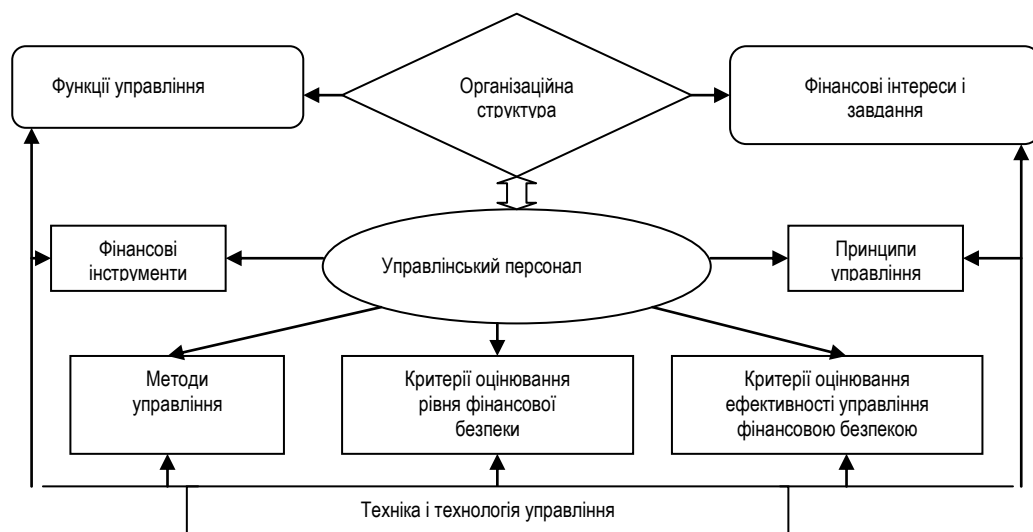 Функції управління
Організаційна
структура
Фінансові інтереси і
завдання
Фінансові
інструменти
Управлінський персонал
Принципи
управління
Методи
управління
Критерії оцінювання
рівня фінансової
безпеки
Критерії оцінювання
ефективності управління
фінансовою безпекою
Техніка і технологія управління